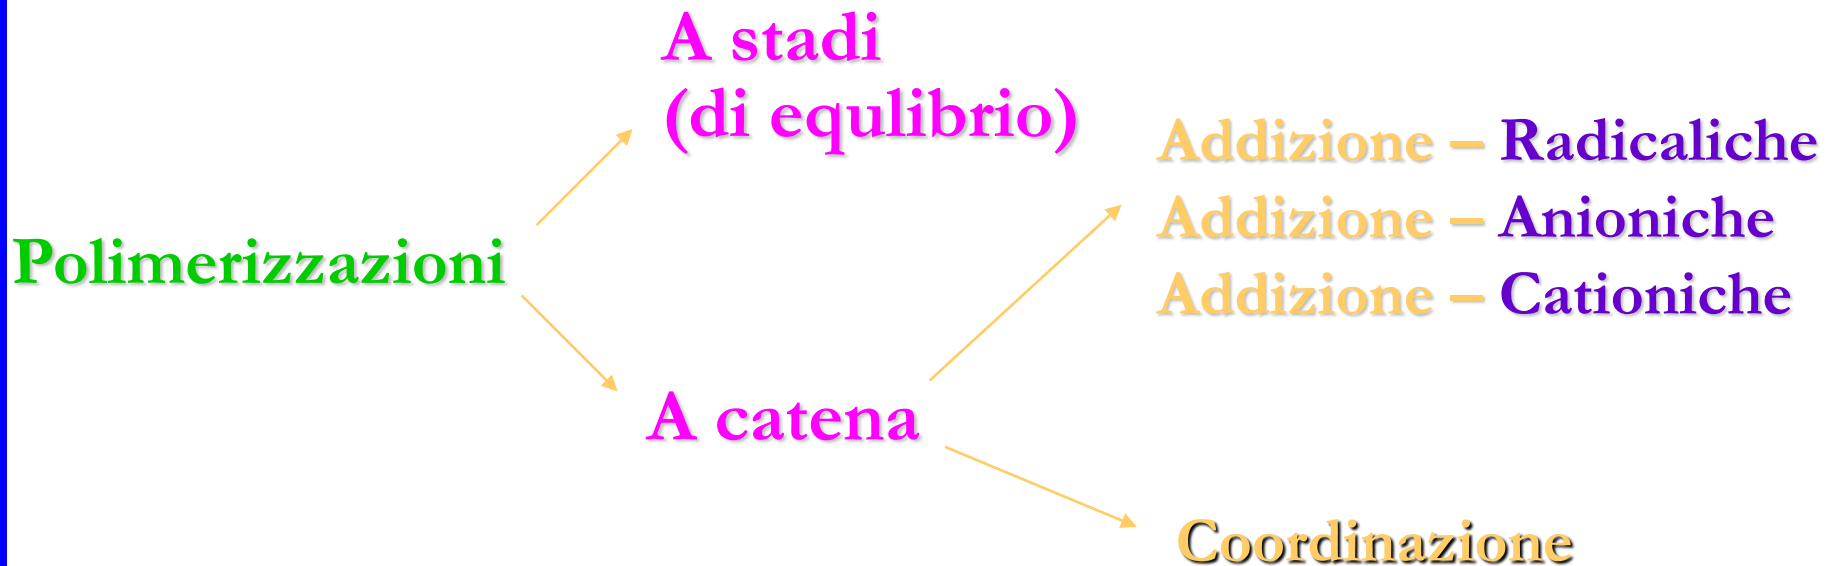 A stadi
(di equlibrio)
Polimerizzazioni
A catena
Addizione – Radicaliche
Addizione – Anioniche
Addizione – Cationiche
Coordinazione